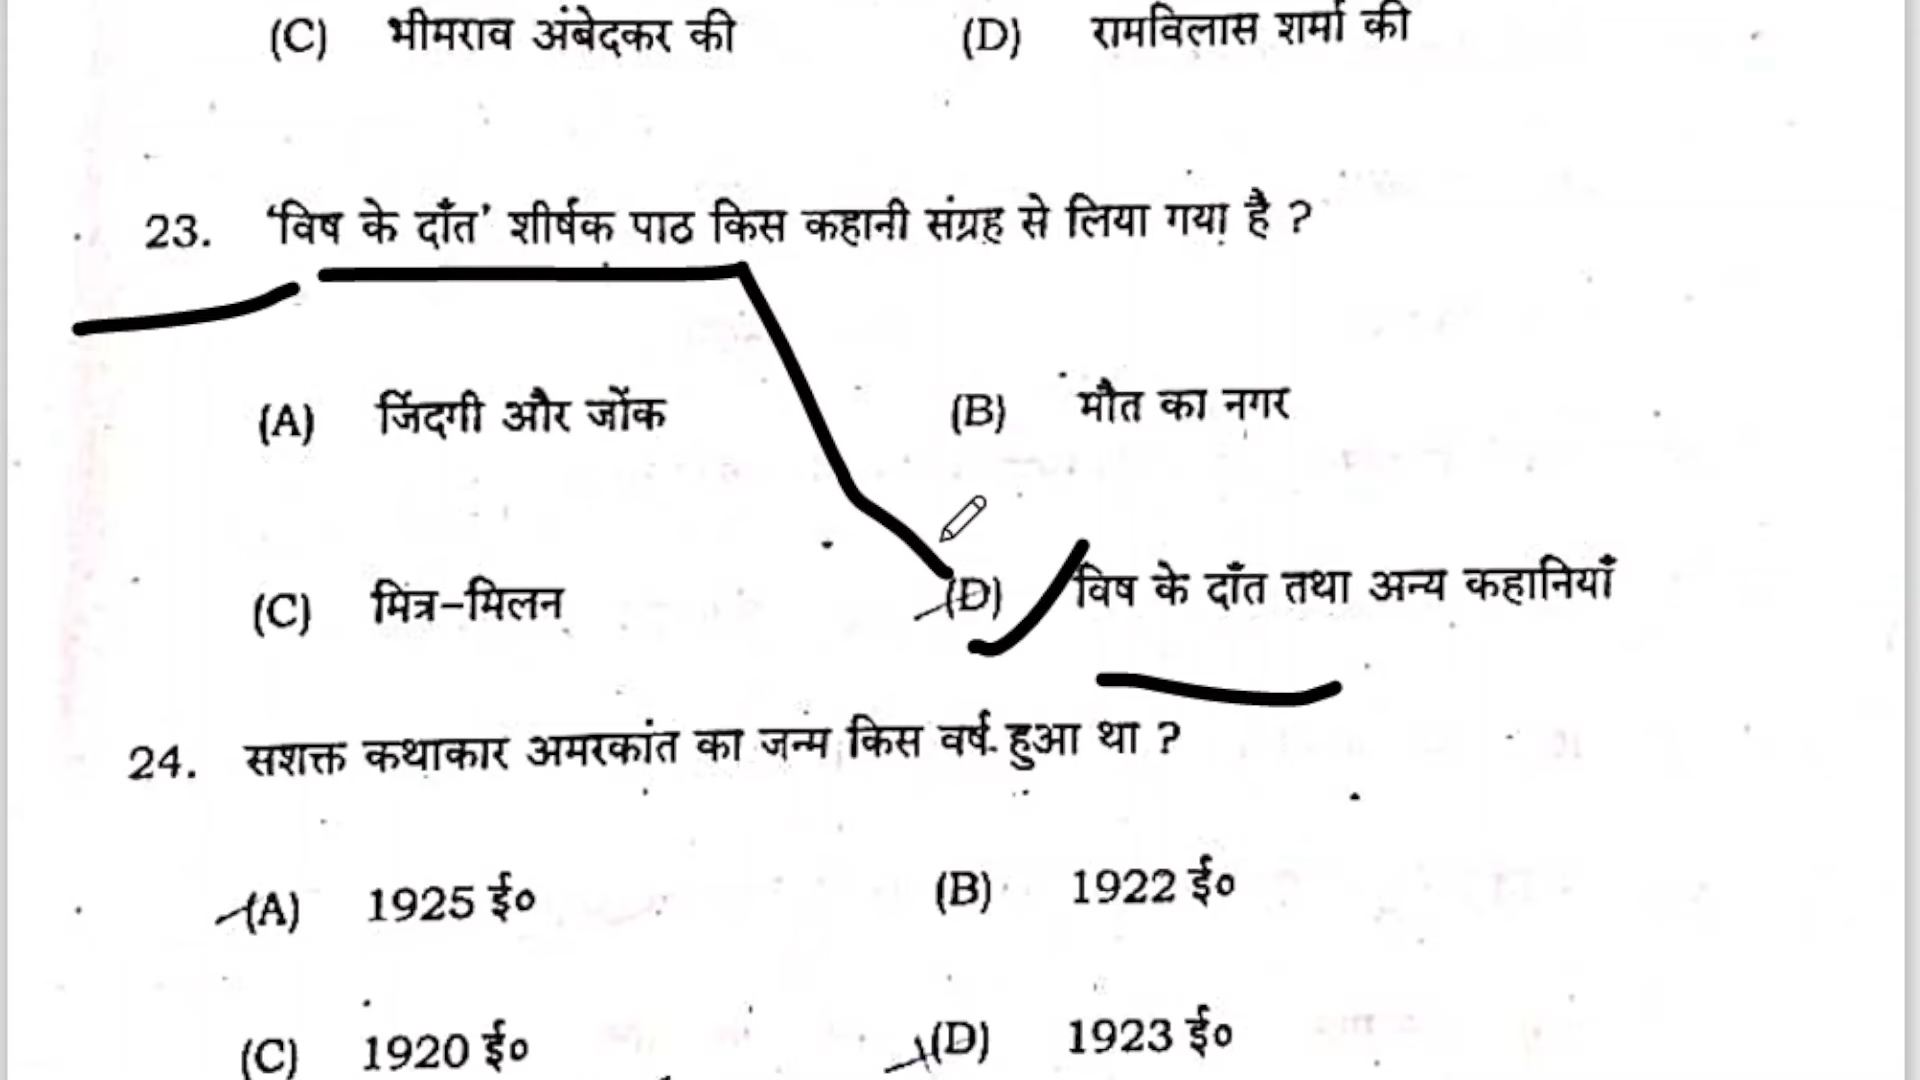 (C) भीमराव अंबेदकर की (D) रामविलास शर्मा की
23. 'विष के दाँत' शीर्षक पाठ किस कहानी संग्रह से लिया गया है ?
(A) जिंदगी और जोंक (B) मौत का नगर
(C) मित्र-मिलन (D) विष के दाँत तथा अन्य कहानियाँ
24. सशक्त कथाकार अमरकांत का जन्म किस वर्ष हुआ था ?
(A) 1925 ई० (B) 1922 ई०
(C) 1920 ई० (D) 1923 ई०